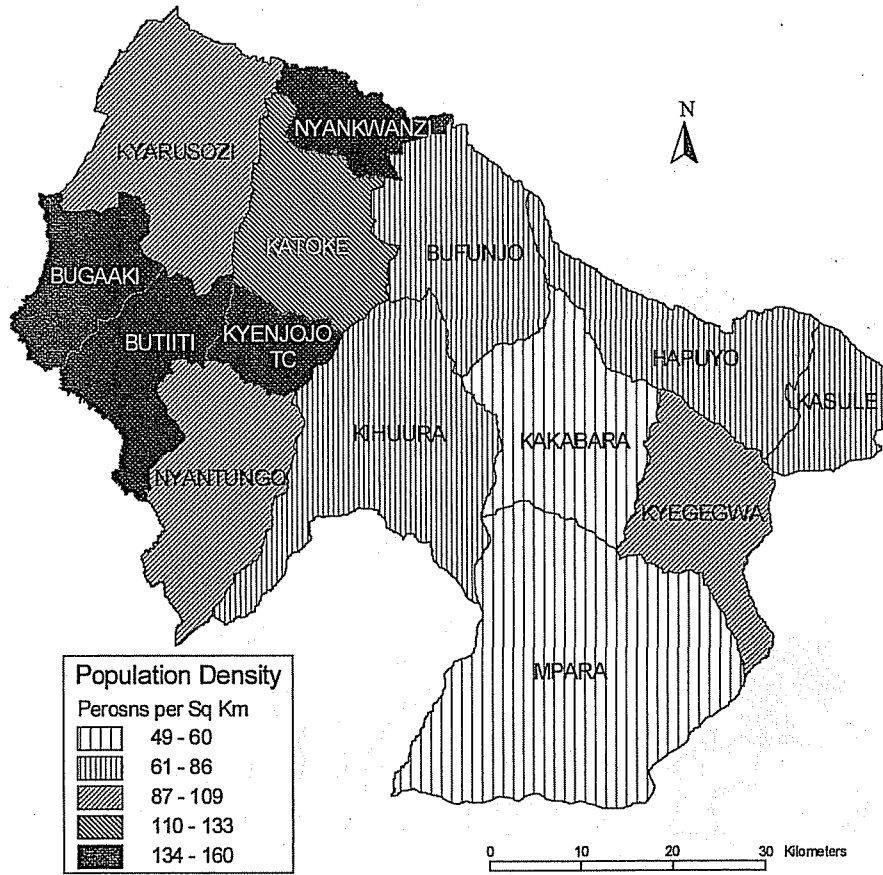 N
NYANKWANZI
KYARUSOZI
KATOKE
BUFUNJO
BUGAAKI
BUTIITI
KYENJOJO
TC
HAPUYO
KASULE
KIHUURA
KAKABARA
NYANTUNGO
KYEGEGWA
MPARA
Population Density
Perosns per Sq Km
49 - 60
61 - 86
87 - 109
110 - 133
134 - 160
0 10 20 30 Kilometers